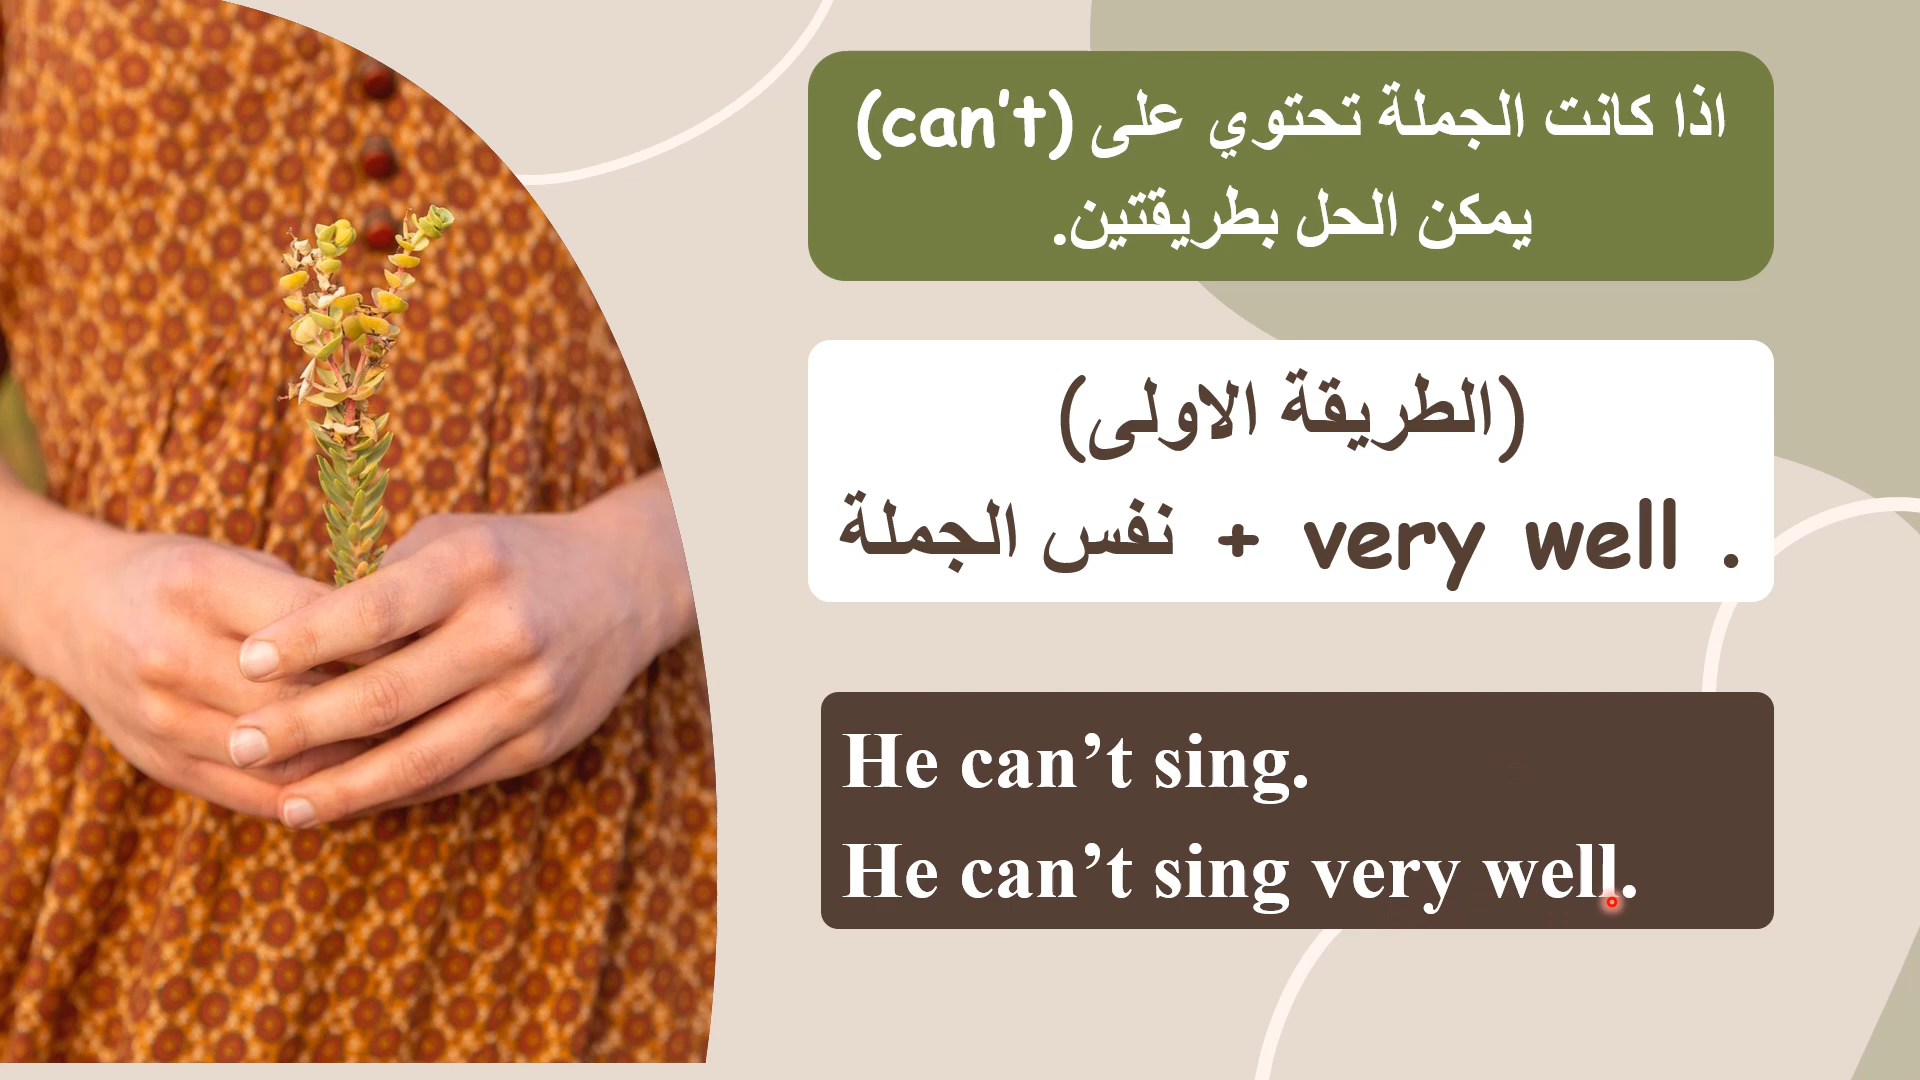 اذا كانت الجملة تحتوي على (can't)
يمكن الحل بطريقتين.
(الطريقة الاولى)
نفس الجملة + very well .
He can’t sing.
He can’t sing very well.